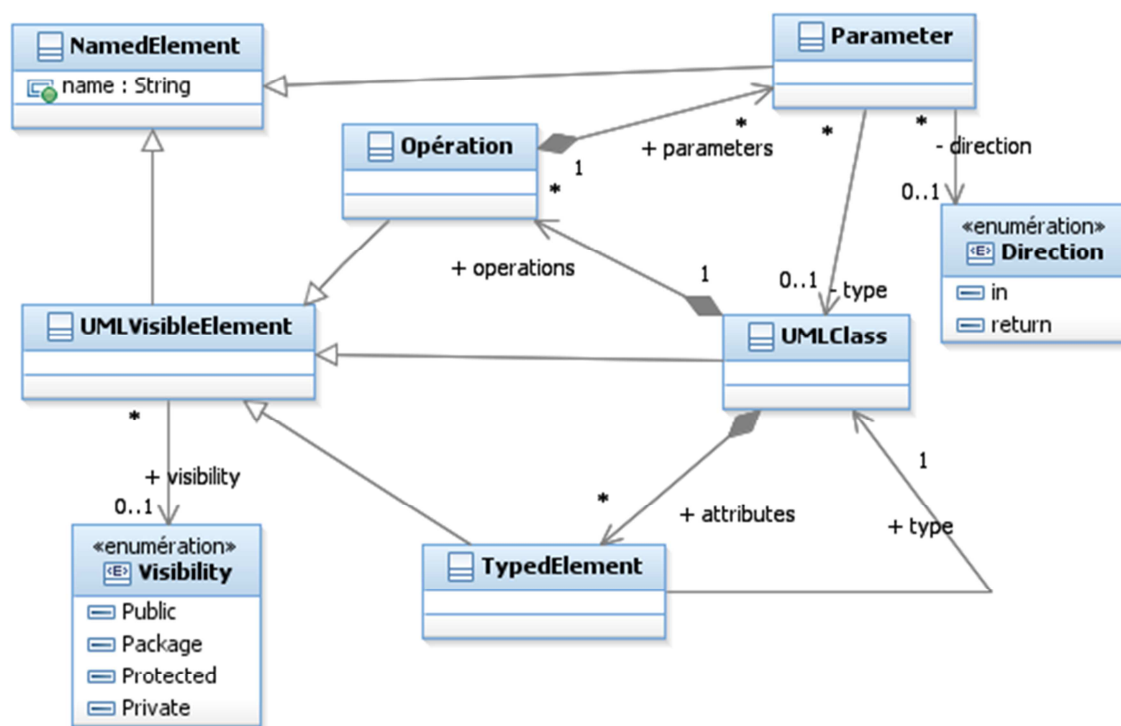 NamedElement
name : String
Parameter
Opération
1
*
+ parameters
*
*
*
- direction
0..1
«enumération»
Direction
in
return
+ operations
1
0..1
- type
UMLVisibleElement
UMLClass
*
+ visibility
0..1
*
+ attributes
1
+ type
«enumération»
Visibility
Public
Package
Protected
Private
TypedElement